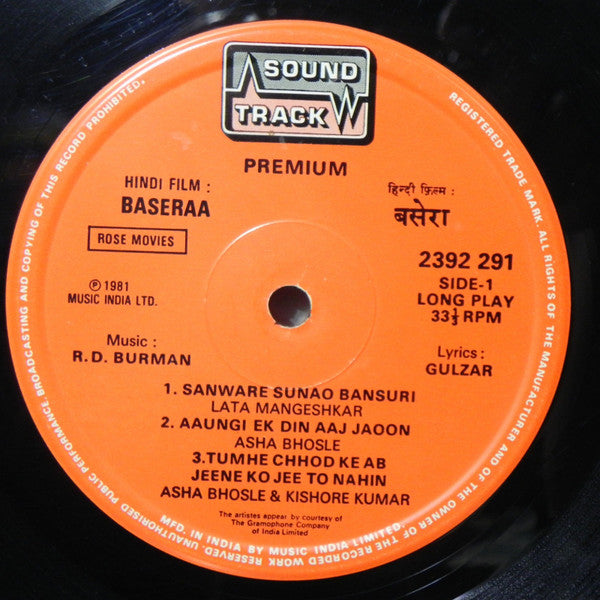 SOUND
TRACK
PREMIUM
HINDI FILM :
BASERAA
ROSE MOVIES
हिन्दी फ़िल्म :
बसेरा
2392 291
SIDE-1
LONG PLAY
33⅓ RPM
Ⓟ 1981
MUSIC INDIA LTD.
Music :
R.D. BURMAN
Lyrics :
GULZAR
1. SANWARE SUNAO BANSURI
LATA MANGESHKAR
2. AAUNGI EK DIN AAJ JAOON
ASHA BHOSLE
3.TUMHE CHHOD KE AB
JEENE KO JEE TO NAHIN
ASHA BHOSLE & KISHORE KUMAR
The artistes appear by courtesy of
The Gramophone Company
of India Limited
MFD. IN INDIA BY MUSIC INDIA LIMITED.
REGISTERED TRADE MARK. ALL RIGHTS OF THE MANUFACTURER AND OF THE OWNER OF THE RECORDED WORK RESERVED. UNAUTHORISED PUBLIC PERFORMANCE BROADCASTING AND COPYING OF THIS RECORD PROHIBITED.